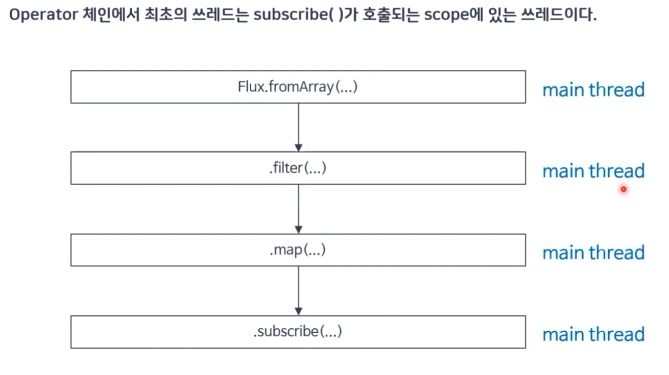 Operator 체인에서 최초의 쓰레드는 subscribe( )가 호출되는 scope에 있는 쓰레드이다.
Flux.fromArray(...)
main thread
.filter(...)
main thread
.map(...)
main thread
.subscribe(...)
main thread